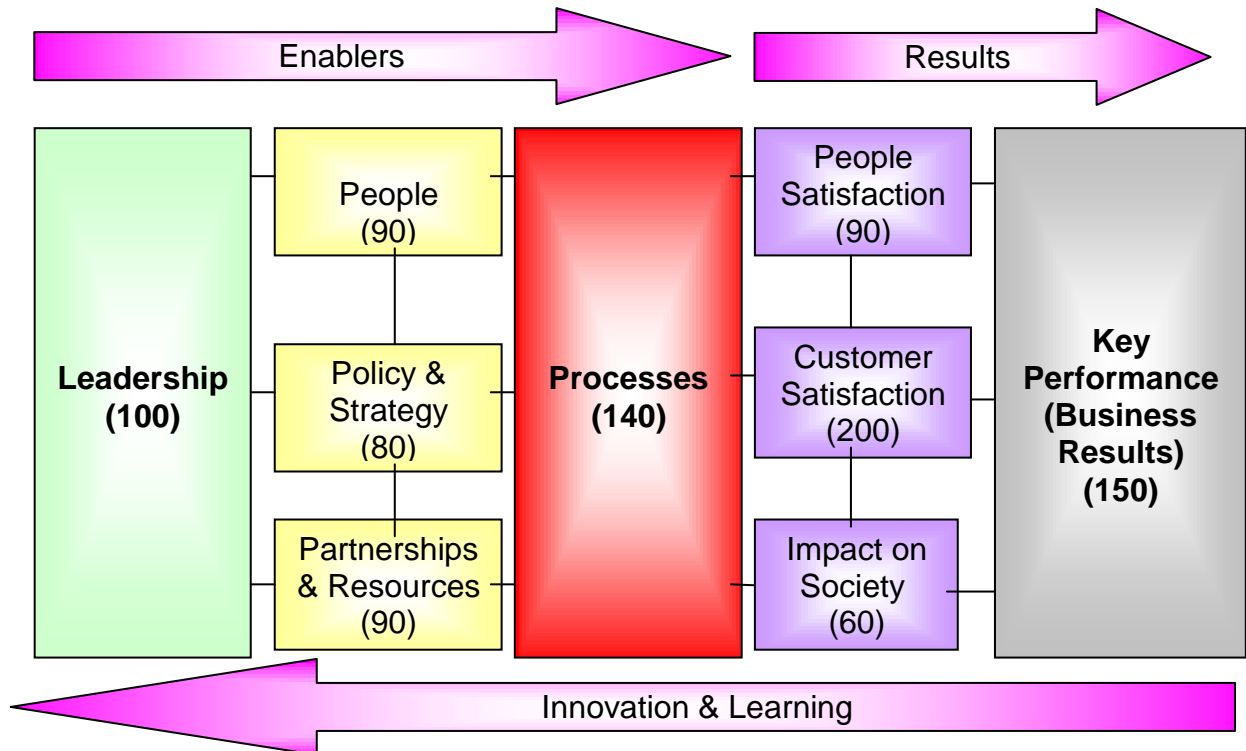 Enablers
Results
Leadership
(100)
People
(90)
Policy &
Strategy
(80)
Partnerships
& Resources
(90)
Processes
(140)
People
Satisfaction
(90)
Customer
Satisfaction
(200)
Impact on
Society
(60)
Key
Performance
(Business
Results)
(150)
Innovation & Learning